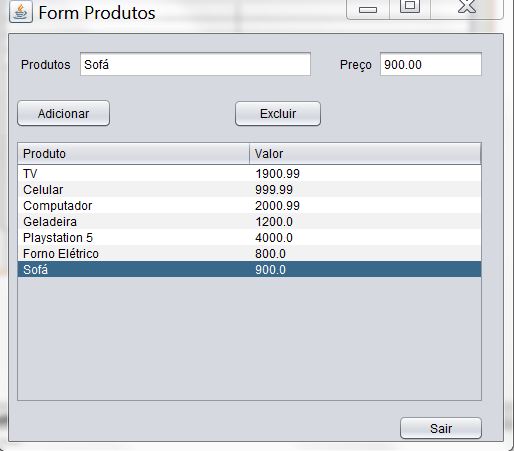 Form Produtos
Produtos Sofá Preço 900.00
Adicionar Excluir
Produto Valor
TV 1900.99
Celular 999.99
Computador 2000.99
Geladeira 1200.0
Playstation 5 4000.0
Forno Elétrico 800.0
Sofá 900.0
Sair